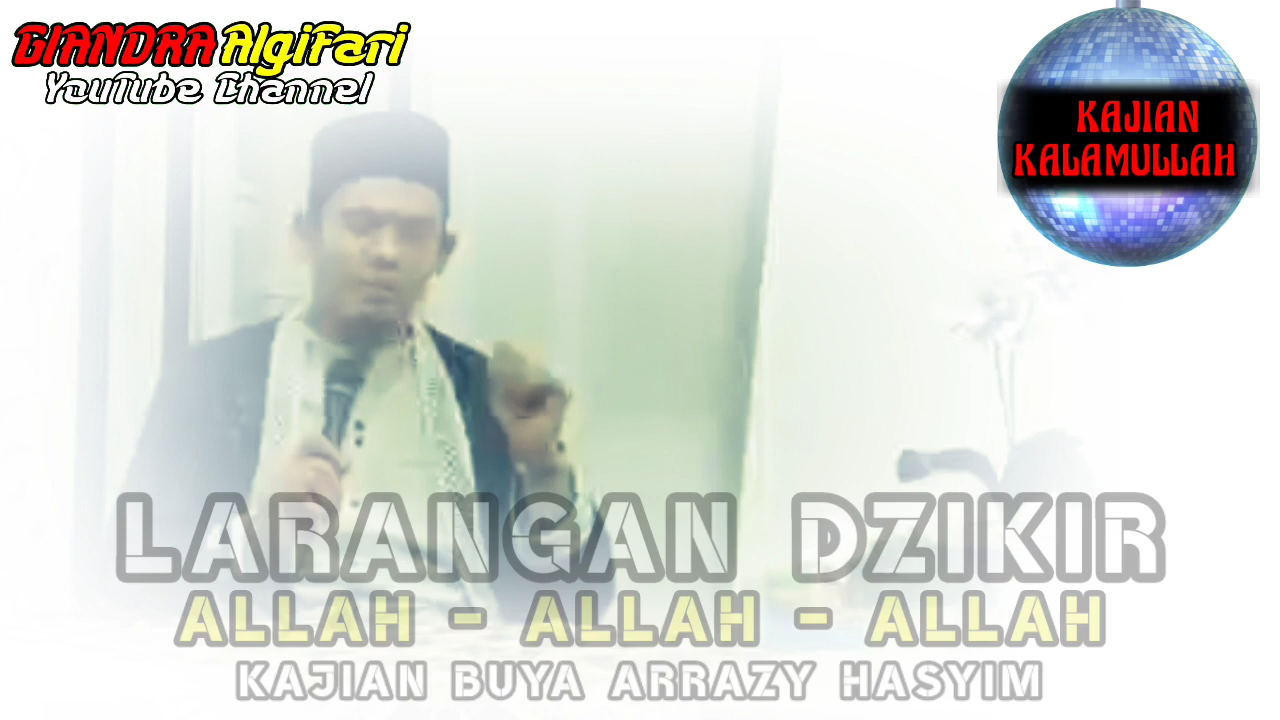 GIANDRA AlgiFari
YouTube Channel
KAJIAN
KALAMULLAH
LARANGAN DZIKIR
ALLAH - ALLAH - ALLAH
KAJIAN BUYA ARRAZY HASYIM